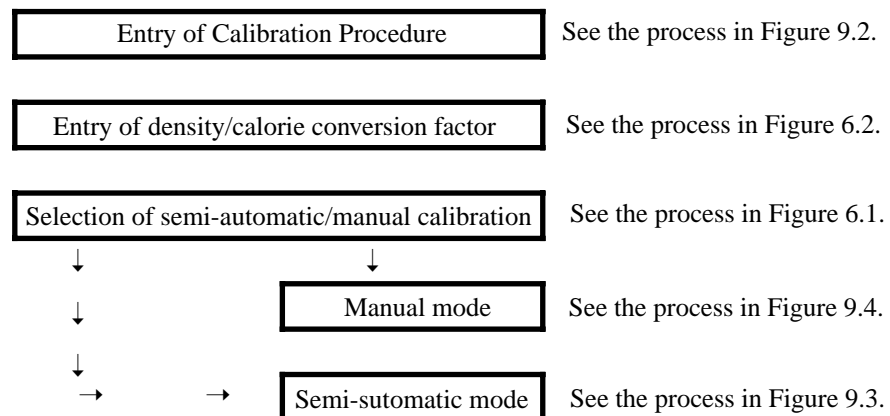 Entry of Calibration Procedure See the process in Figure 9.2.
Entry of density/calorie conversion factor See the process in Figure 6.2.
Selection of semi-automatic/manual calibration See the process in Figure 6.1.
↓ ↓
↓ Manual mode See the process in Figure 9.4.
↓
→ → Semi-sutomatic mode See the process in Figure 9.3.